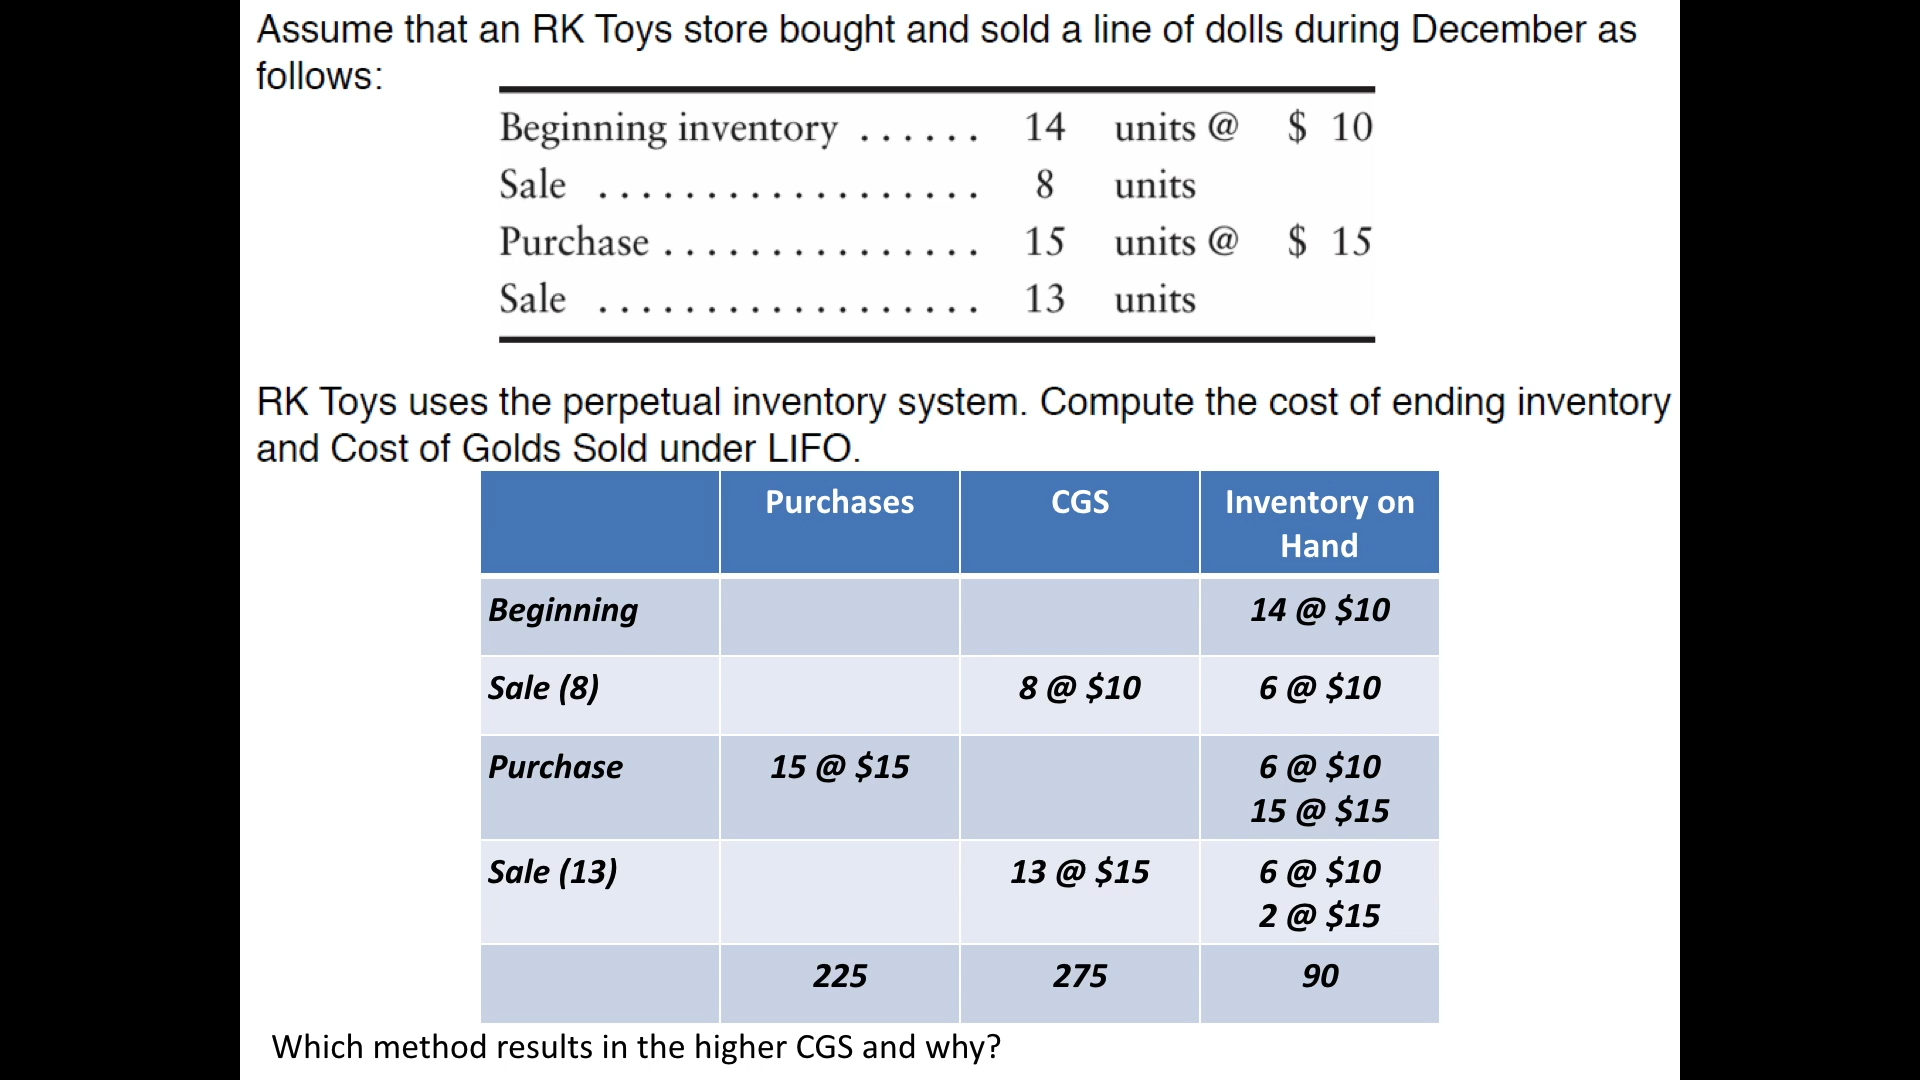 Assume that an RK Toys store bought and sold a line of dolls during December as
follows:
Beginning inventory ...... 14 units @ $ 10
Sale .................. 8 units
Purchase ............... 15 units @ $ 15
Sale .................. 13 units
RK Toys uses the perpetual inventory system. Compute the cost of ending inventory
and Cost of Golds Sold under LIFO.
Purchases CGS Inventory on
Hand
Beginning 14 @ $10
Sale (8) 8 @ $10 6 @ $10
Purchase 15 @ $15 6 @ $10
15 @ $15
Sale (13) 13 @ $15 6 @ $10
2 @ $15
225 275 90
Which method results in the higher CGS and why?